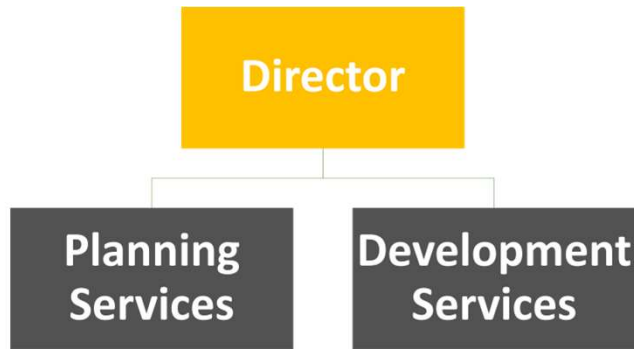 Director
Planning
Services
Development
Services